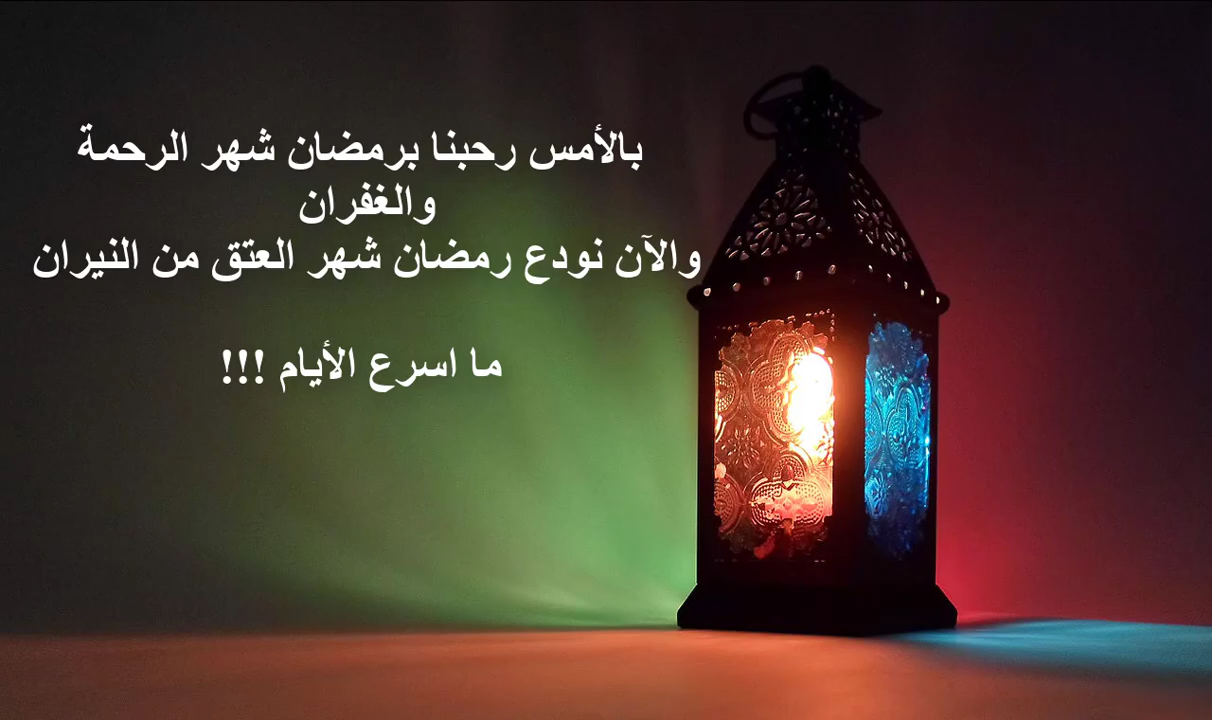 بالأمس رحبنا برمضان شهر الرحمة
والغفران
والآن نودع رمضان شهر العتق من النيران
ما اسرع الأيام !!!